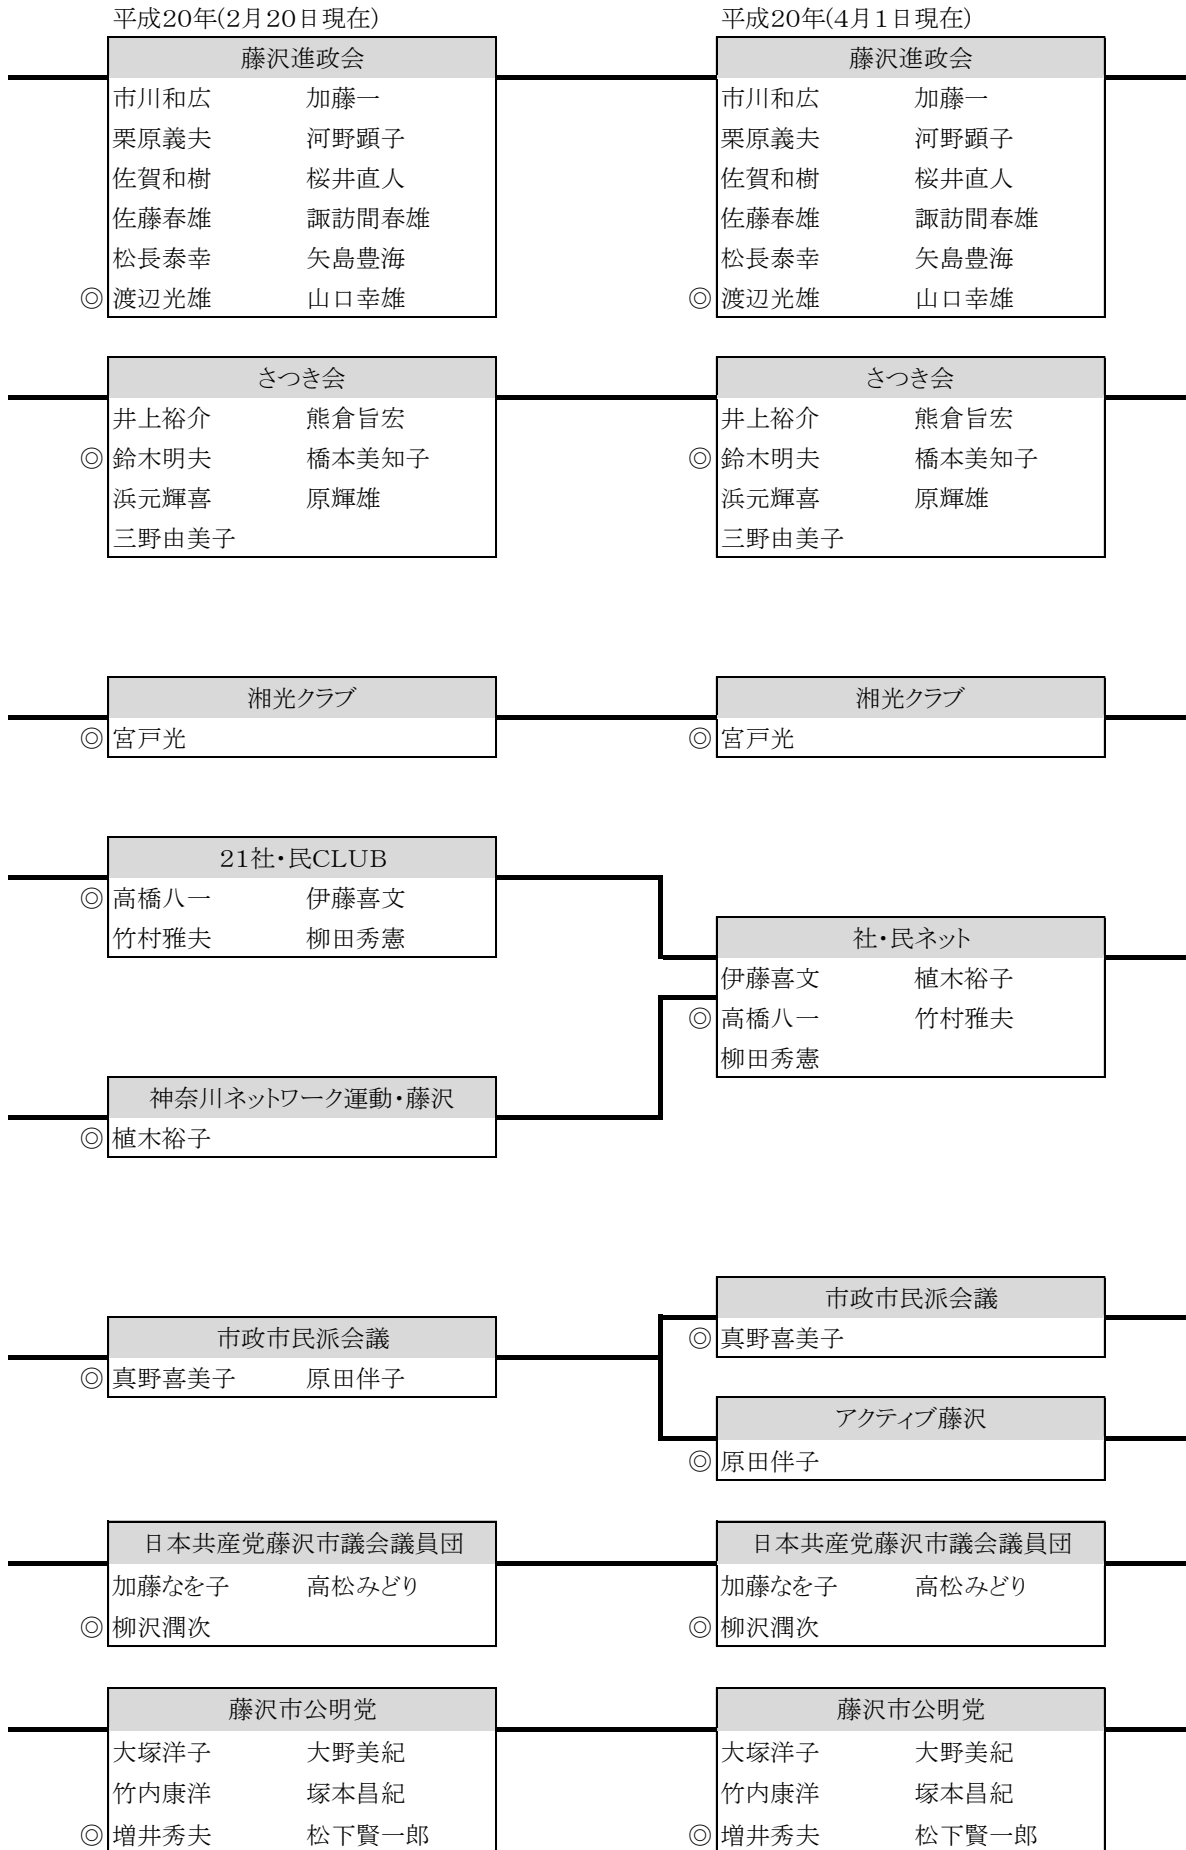 平成20年(2月20日現在)
藤沢進政会
市川和広 加藤一
栗原義夫 河野顕子
佐賀和樹 桜井直人
佐藤春雄 諏訪間春雄
松長泰幸 矢島豊海
◎ 渡辺光雄 山口幸雄
さつき会
井上裕介 熊倉旨宏
◎ 鈴木明夫 橋本美知子
浜元輝喜 原輝雄
三野由美子
湘光クラブ
◎ 宮戸光
21社・民CLUB
◎ 高橋八一 伊藤喜文
竹村雅夫 柳田秀憲
神奈川ネットワーク運動・藤沢
◎ 植木裕子
市政市民派会議
◎ 真野喜美子 原田伴子
日本共産党藤沢市議会議員団
加藤なを子 高松みどり
◎ 柳沢潤次
藤沢市公明党
大塚洋子 大野美紀
竹内康洋 塚本昌紀
◎ 増井秀夫 松下賢一郎
平成20年(4月1日現在)
藤沢進政会
市川和広 加藤一
栗原義夫 河野顕子
佐賀和樹 桜井直人
佐藤春雄 諏訪間春雄
松長泰幸 矢島豊海
◎ 渡辺光雄 山口幸雄
さつき会
井上裕介 熊倉旨宏
◎ 鈴木明夫 橋本美知子
浜元輝喜 原輝雄
三野由美子
湘光クラブ
◎ 宮戸光
社・民ネット
伊藤喜文 植木裕子
◎ 高橋八一 竹村雅夫
柳田秀憲
市政市民派会議
◎ 真野喜美子
アクティブ藤沢
◎ 原田伴子
日本共産党藤沢市議会議員団
加藤なを子 高松みどり
◎ 柳沢潤次
藤沢市公明党
大塚洋子 大野美紀
竹内康洋 塚本昌紀
◎ 増井秀夫 松下賢一郎